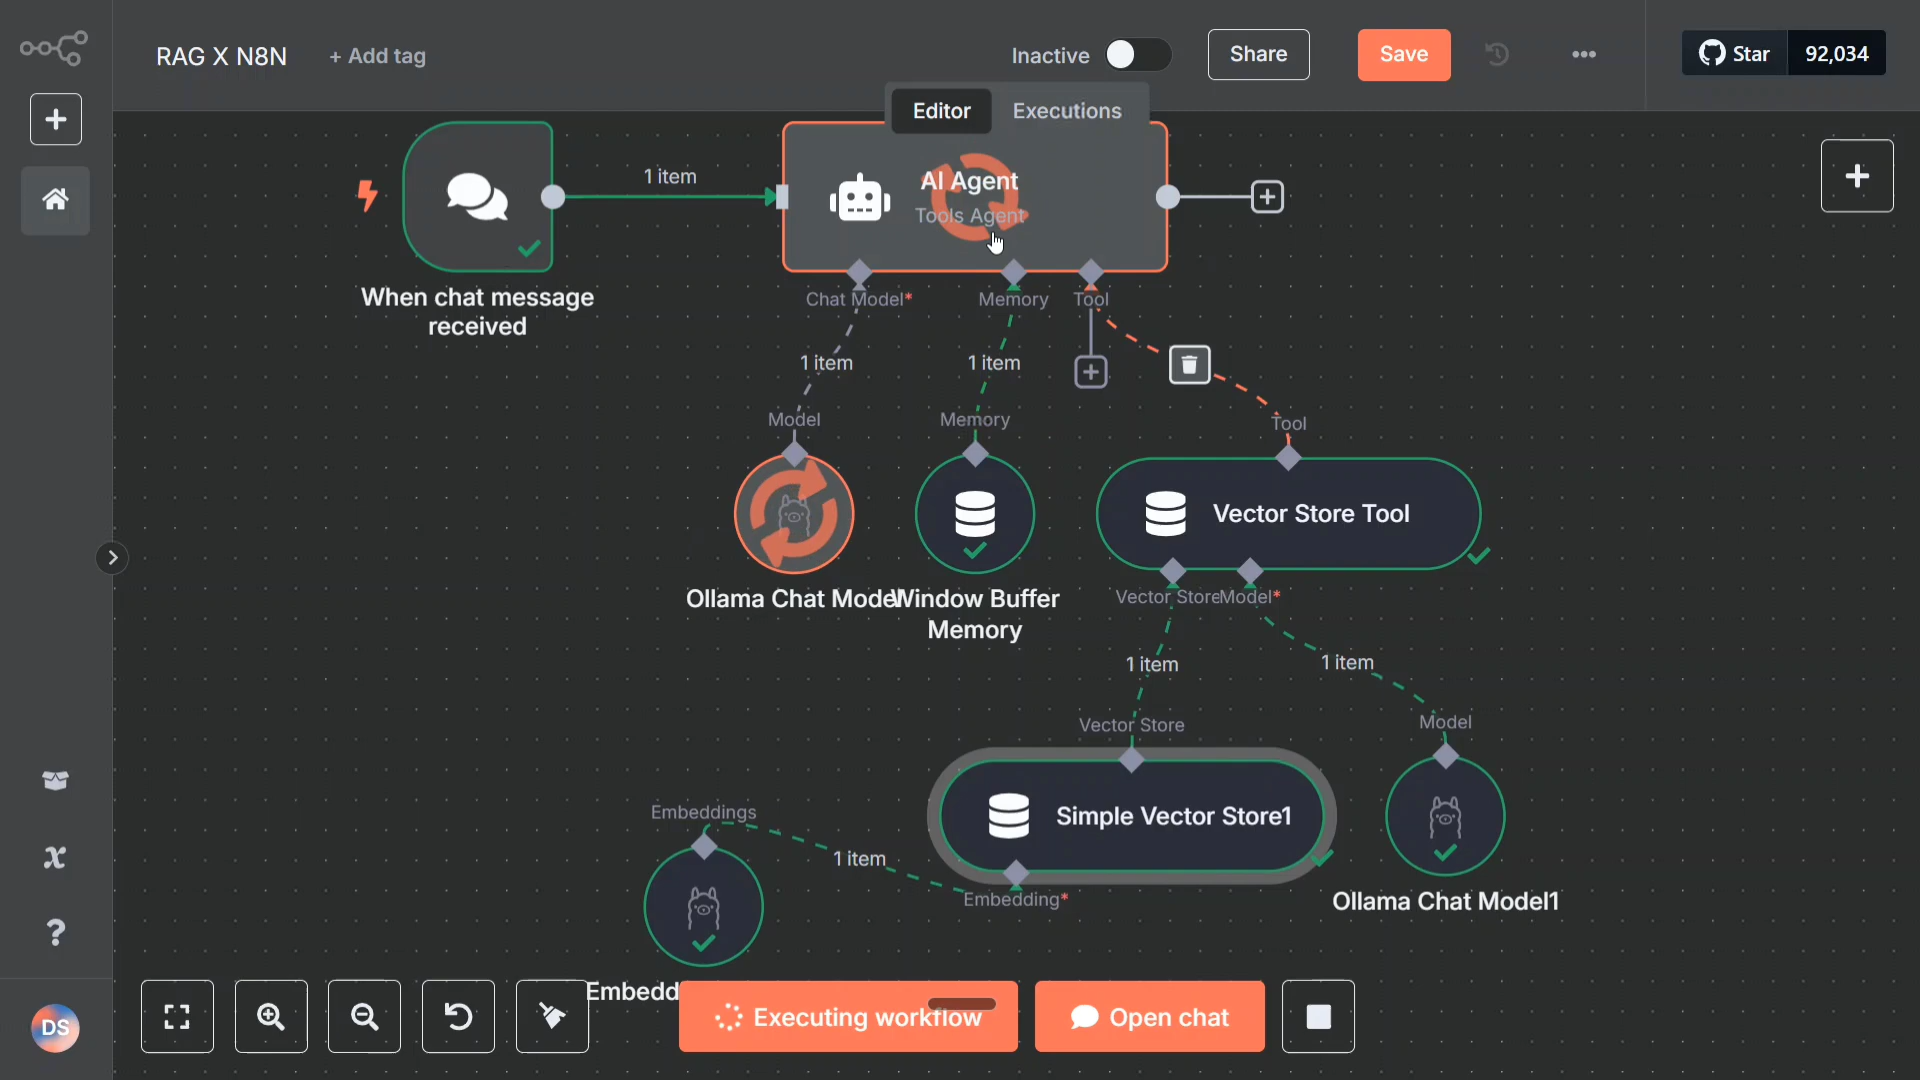 RAG X N8N
+ Add tag
Inactive
Share
Save
Star
92,034
Editor
Executions
1 item
AI Agent
Tools Agent
When chat message
received
Chat Model*
Memory
Tool
1 item
1 item
Model
Memory
Tool
Vector Store Tool
Ollama Chat Model
Window Buffer
Memory
Vector Store
Model*
1 item
1 item
Vector Store
Model
Embeddings
Simple Vector Store1
1 item
Embedding*
Ollama Chat Model1
Embedd
DS
Executing workflow
Open chat